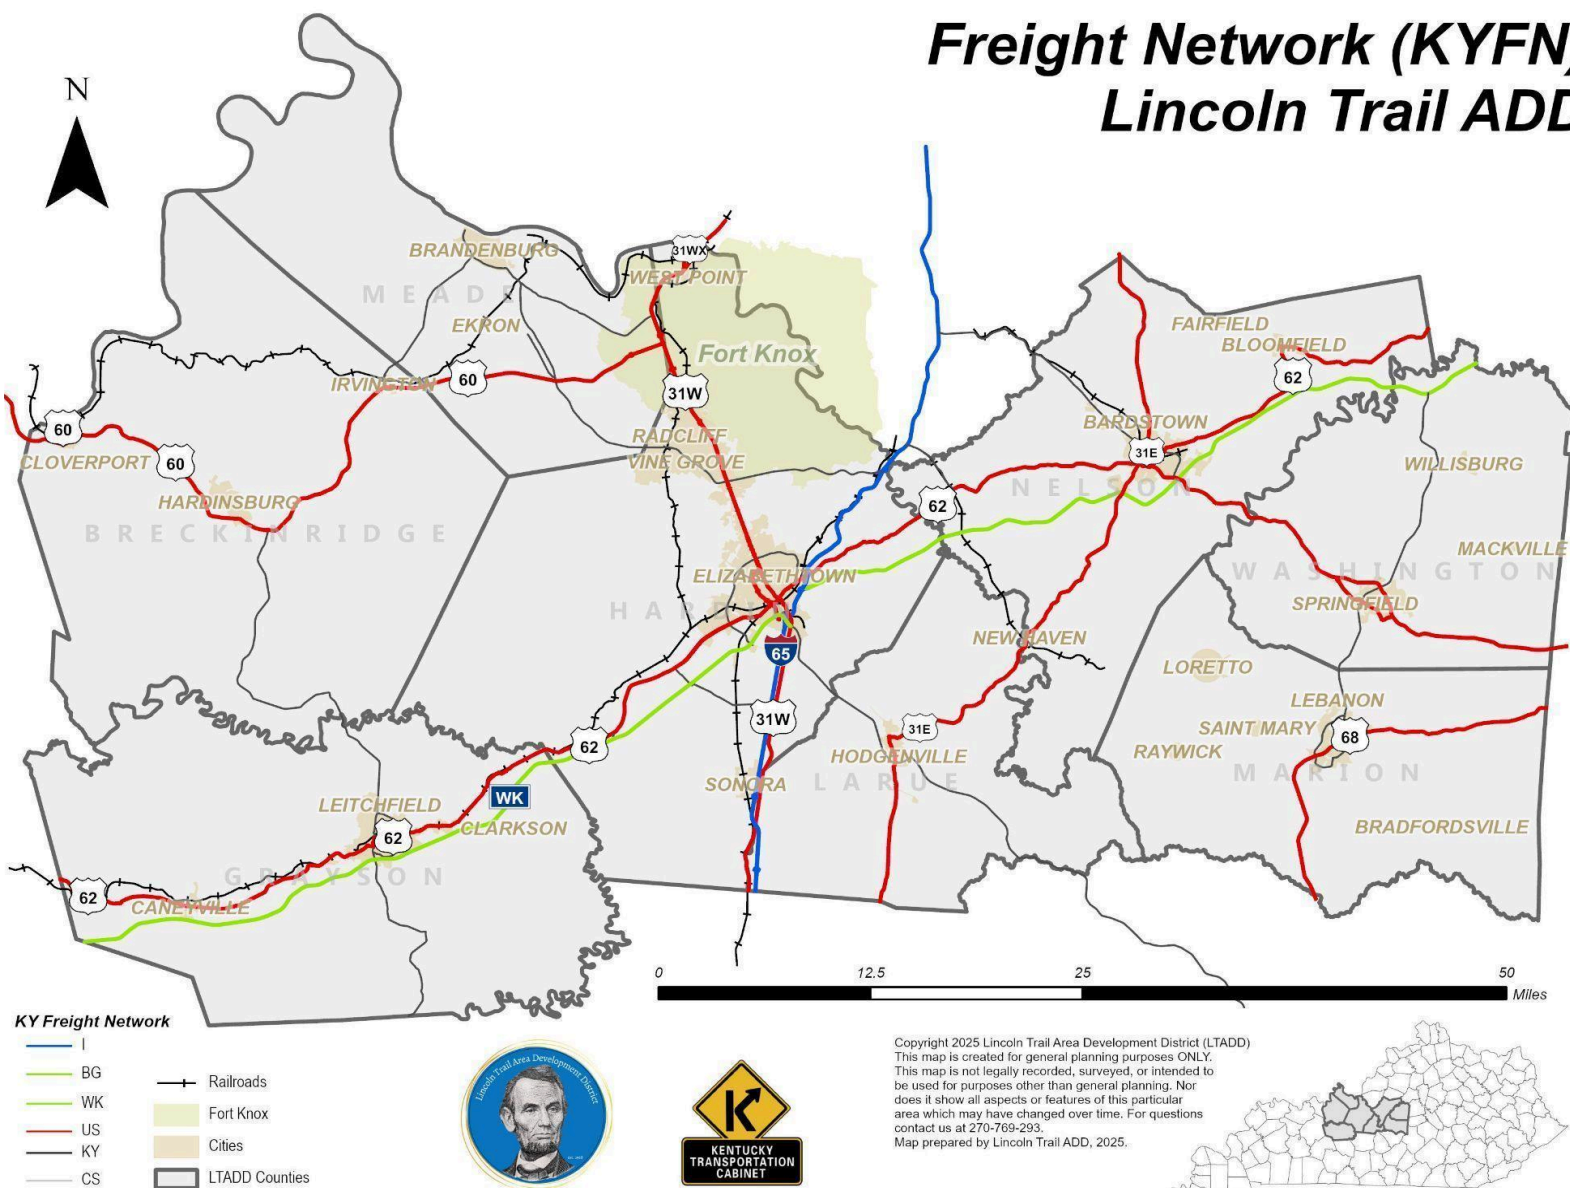 Freight Network (KYFN)
Lincoln Trail ADD
N
BRANDENBURG
31WX
WEST POINT
MEADE
EKRON
FAIRFIELD
BLOOMFIELD
Fort Knox
IRVINGTON
60
31W
62
60
CLOVERPORT
60
RADCLIFF
VINE GROVE
BARDSTOWN
31E
WILLISBURG
HARDINSBURG
62
NELSON
BRECKINRIDGE
MACKVILLE
ELIZABETHTOWN
WASHINGTON
HARDIN
SPRINGFIELD
NEW HAVEN
65
LORETTO
LEBANON
31W
31E
SAINT MARY
68
62
HODGENVILLE
RAYWICK
SONORA
LARUE
MARION
WK
LEITCHFIELD
62
CLARKSON
BRADFORDSVILLE
GRAYSON
62
CANEYVILLE
0 12.5 25 50
Miles
KY Freight Network
I
BG
WK
US
KY
CS
Railroads
Fort Knox
Cities
LTADD Counties
Lincoln Trail Area Development District
KENTUCKY
TRANSPORTATION
CABINET
Copyright 2025 Lincoln Trail Area Development District (LTADD)
This map is created for general planning purposes ONLY.
This map is not legally recorded, surveyed, or intended to
be used for purposes other than general planning. Nor
does it show all aspects or features of this particular
area which may have changed over time. For questions
contact us at 270-769-293.
Map prepared by Lincoln Trail ADD, 2025.